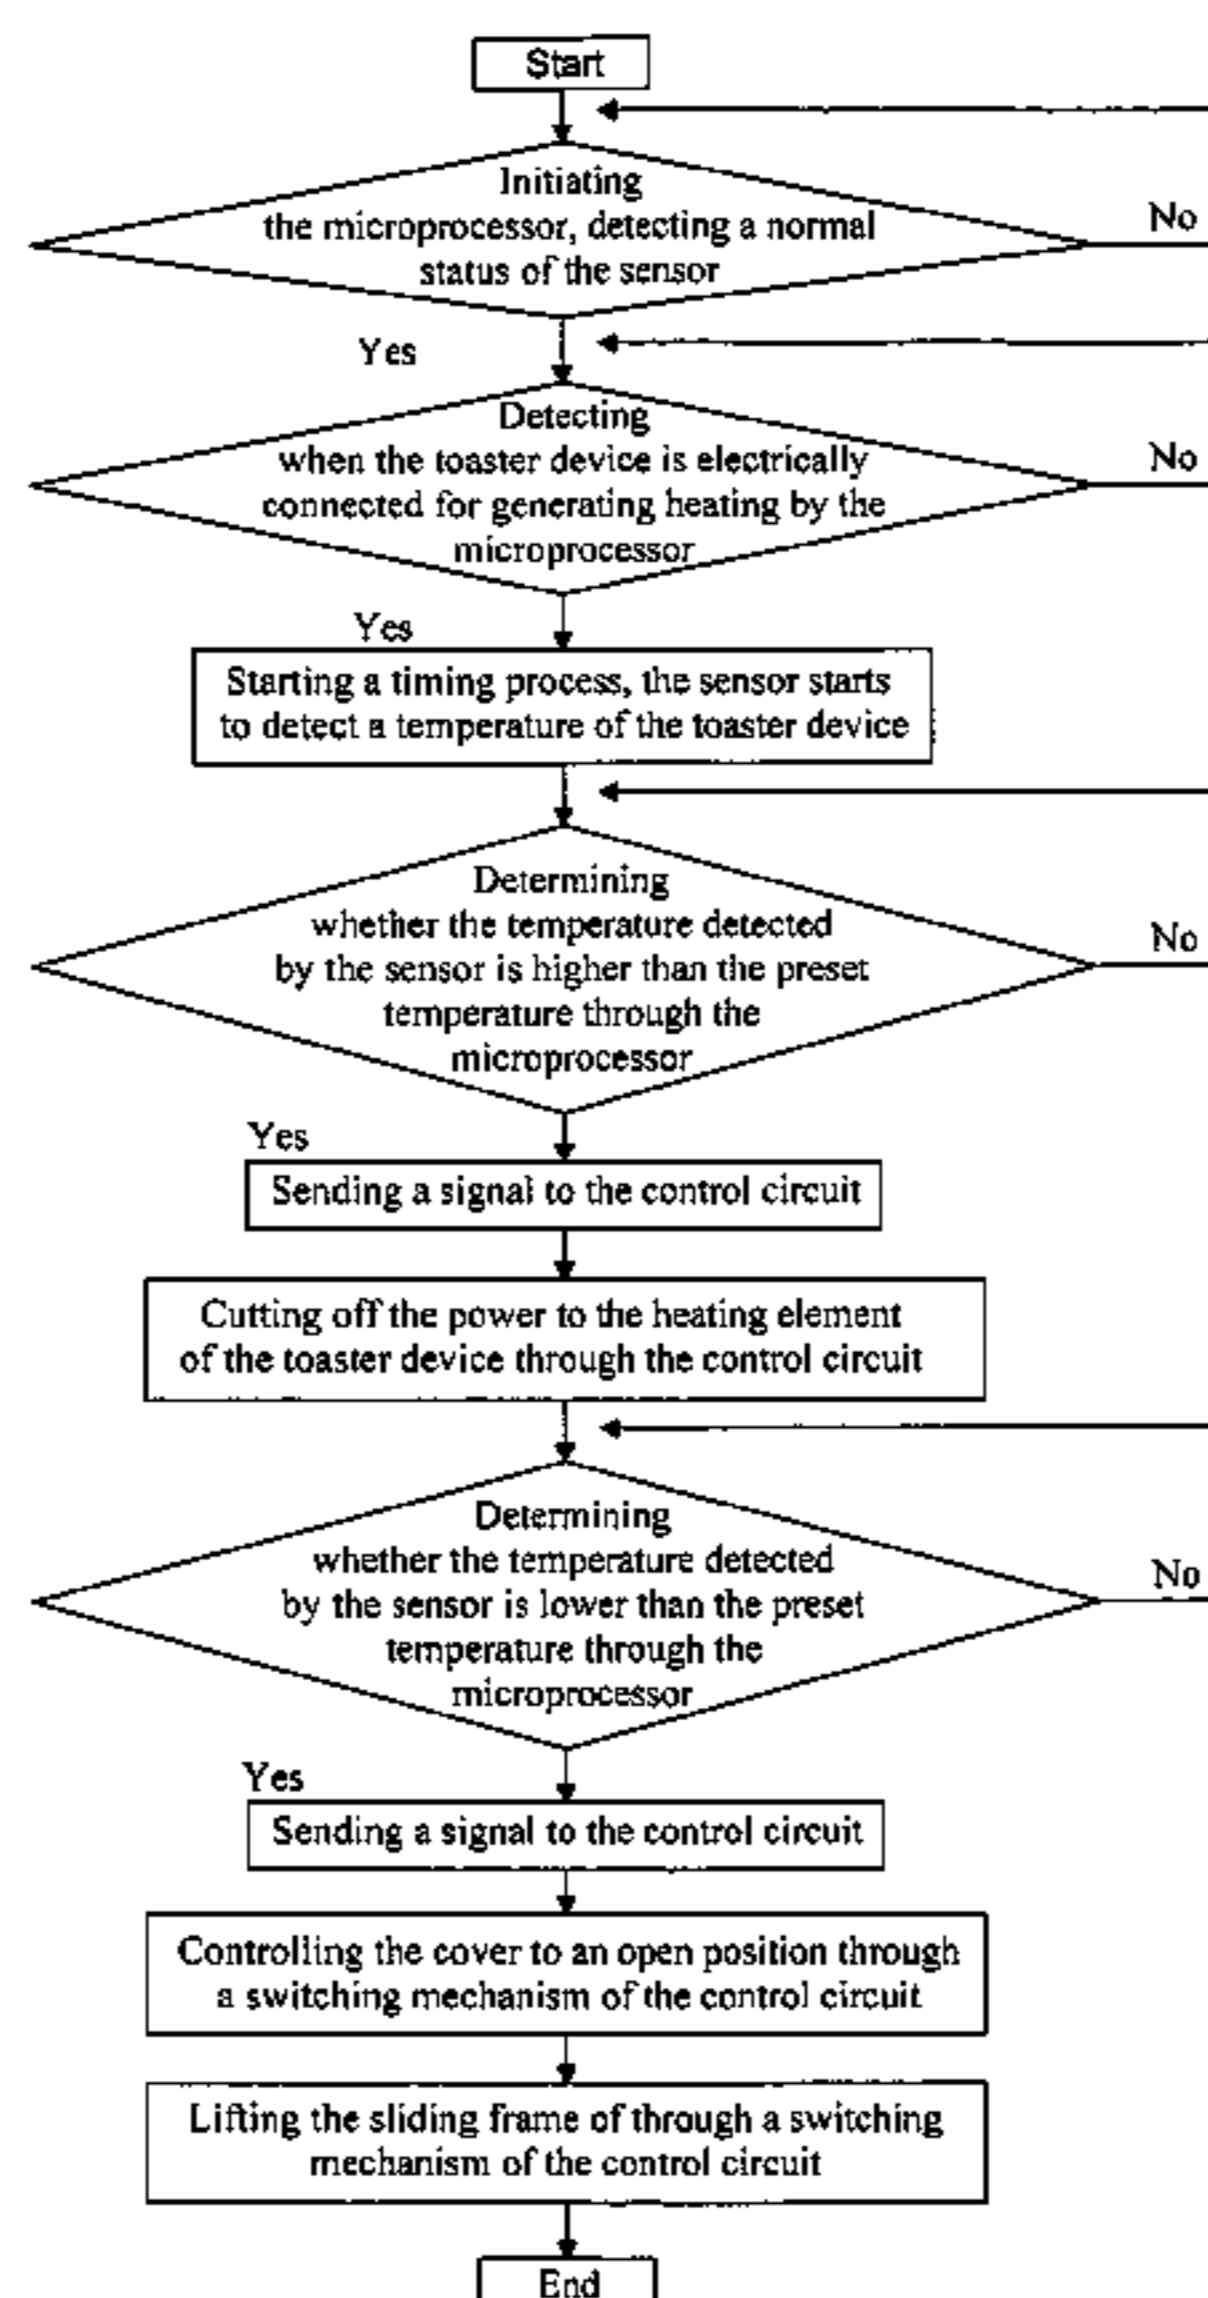 Start
Initiating
the microprocessor, detecting a normal
status of the sensor
No
Yes
Detecting
when the toaster device is electrically
connected for generating heating by the
microprocessor
No
Yes
Starting a timing process, the sensor starts
to detect a temperature of the toaster device
Determining
whether the temperature detected
by the sensor is higher than the preset
temperature through the
microprocessor
No
Yes
Sending a signal to the control circuit
Cutting off the power to the heating element
of the toaster device through the control circuit
Determining
whether the temperature detected
by the sensor is lower than the preset
temperature through the
microprocessor
No
Yes
Sending a signal to the control circuit
Controlling the cover to an open position through
a switching mechanism of the control circuit
Lifting the sliding frame of through a switching
mechanism of the control circuit
End